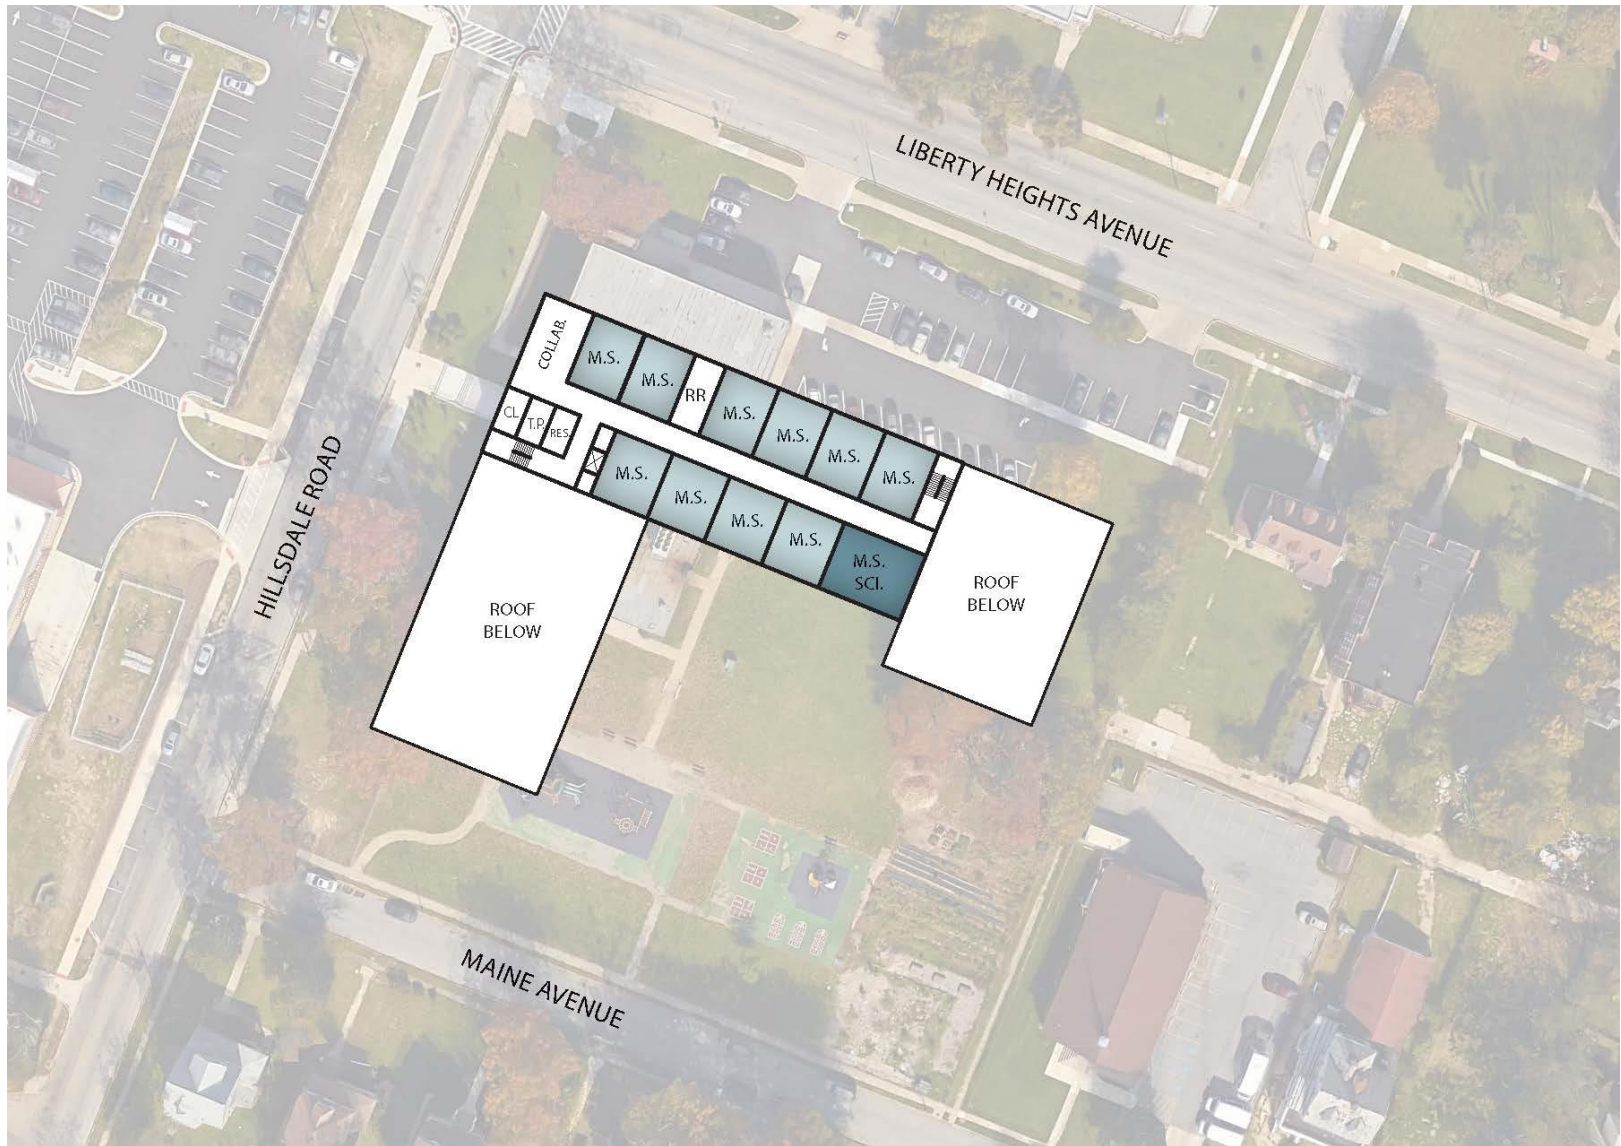 LIBERTY HEIGHTS AVENUE
COLLAB.
M.S.
M.S.
RR
M.S.
M.S.
M.S.
M.S.
CL
T.P.
RES.
M.S.
M.S.
M.S.
M.S.
M.S.
SCI.
HILLSDALE ROAD
ROOF
BELOW
ROOF
BELOW
MAINE AVENUE